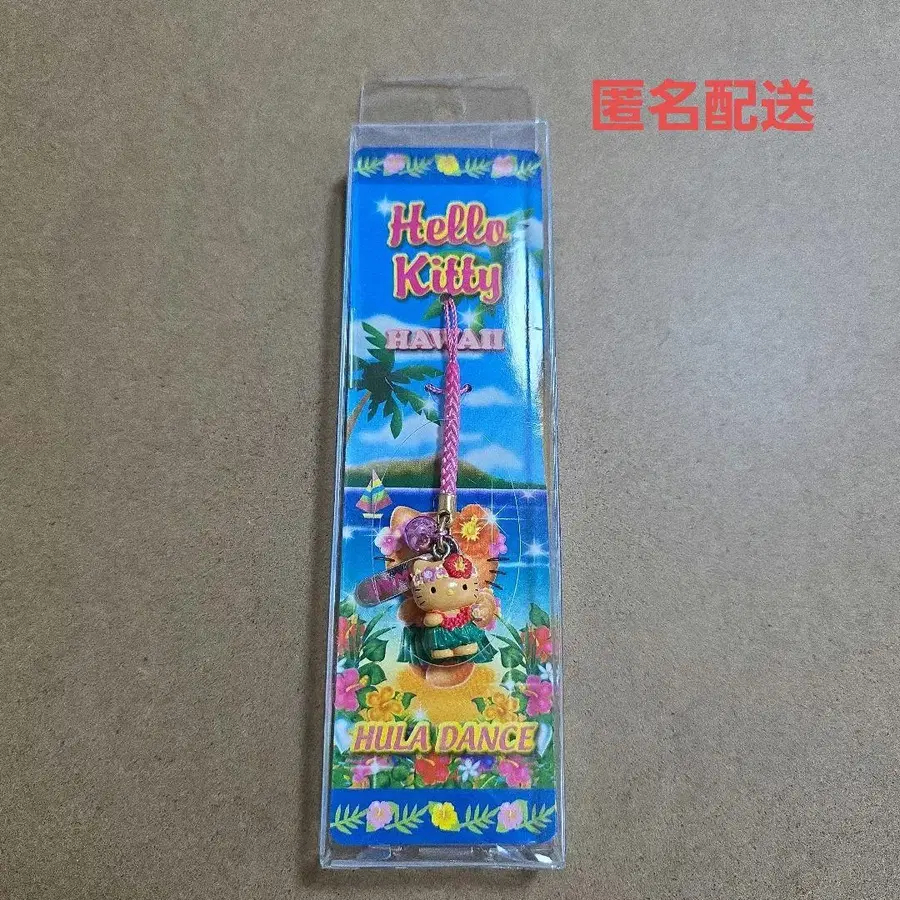 匿名配送
Hello
Kitty
HAWAII
HULA DANCE